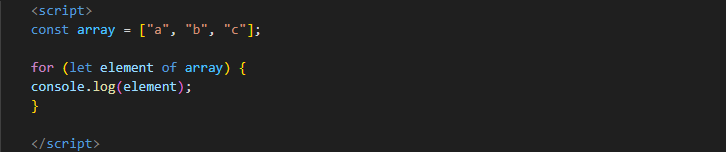 <script>
const array = ["a", "b", "c"];
for (let element of array) {
console.log(element);
}
</script>